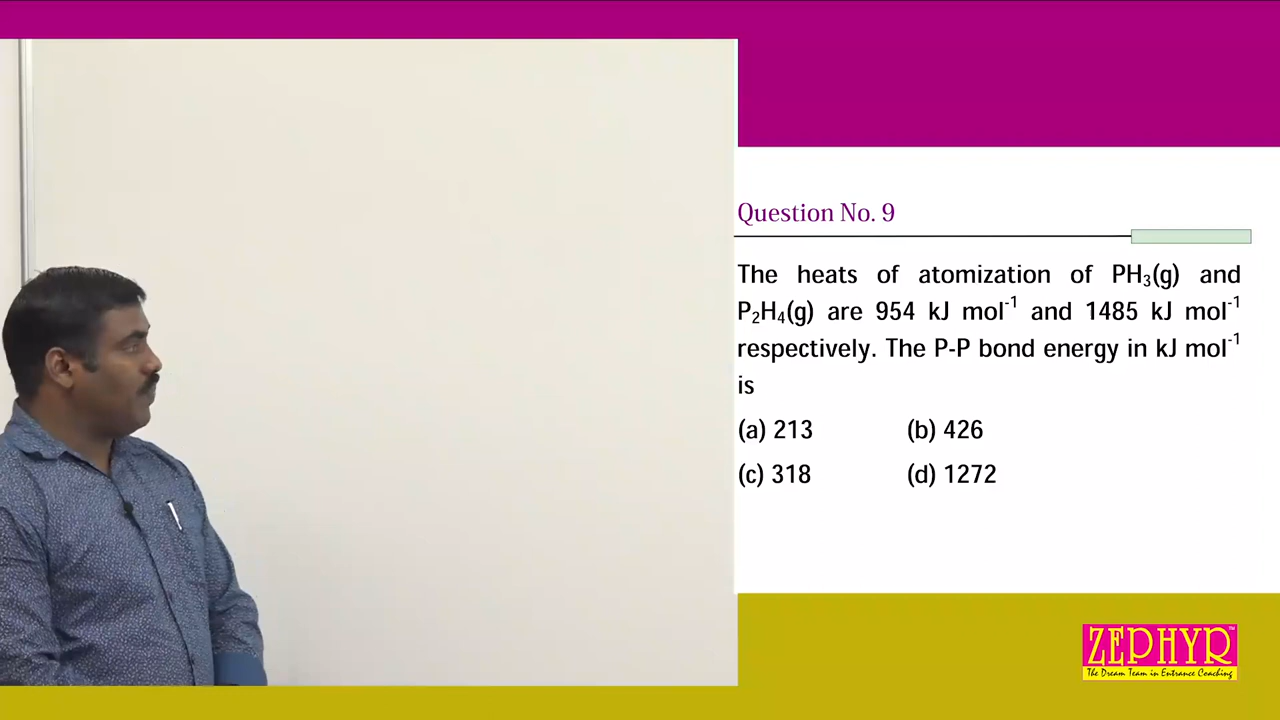 Question No. 9
The heats of atomization of PH₃(g) and
P₂H₄(g) are 954 kJ mol⁻¹ and 1485 kJ mol⁻¹
respectively. The P-P bond energy in kJ mol⁻¹
is
(a) 213 (b) 426
(c) 318 (d) 1272
ZEPHYR™
The Dream Team in Entrance Coaching